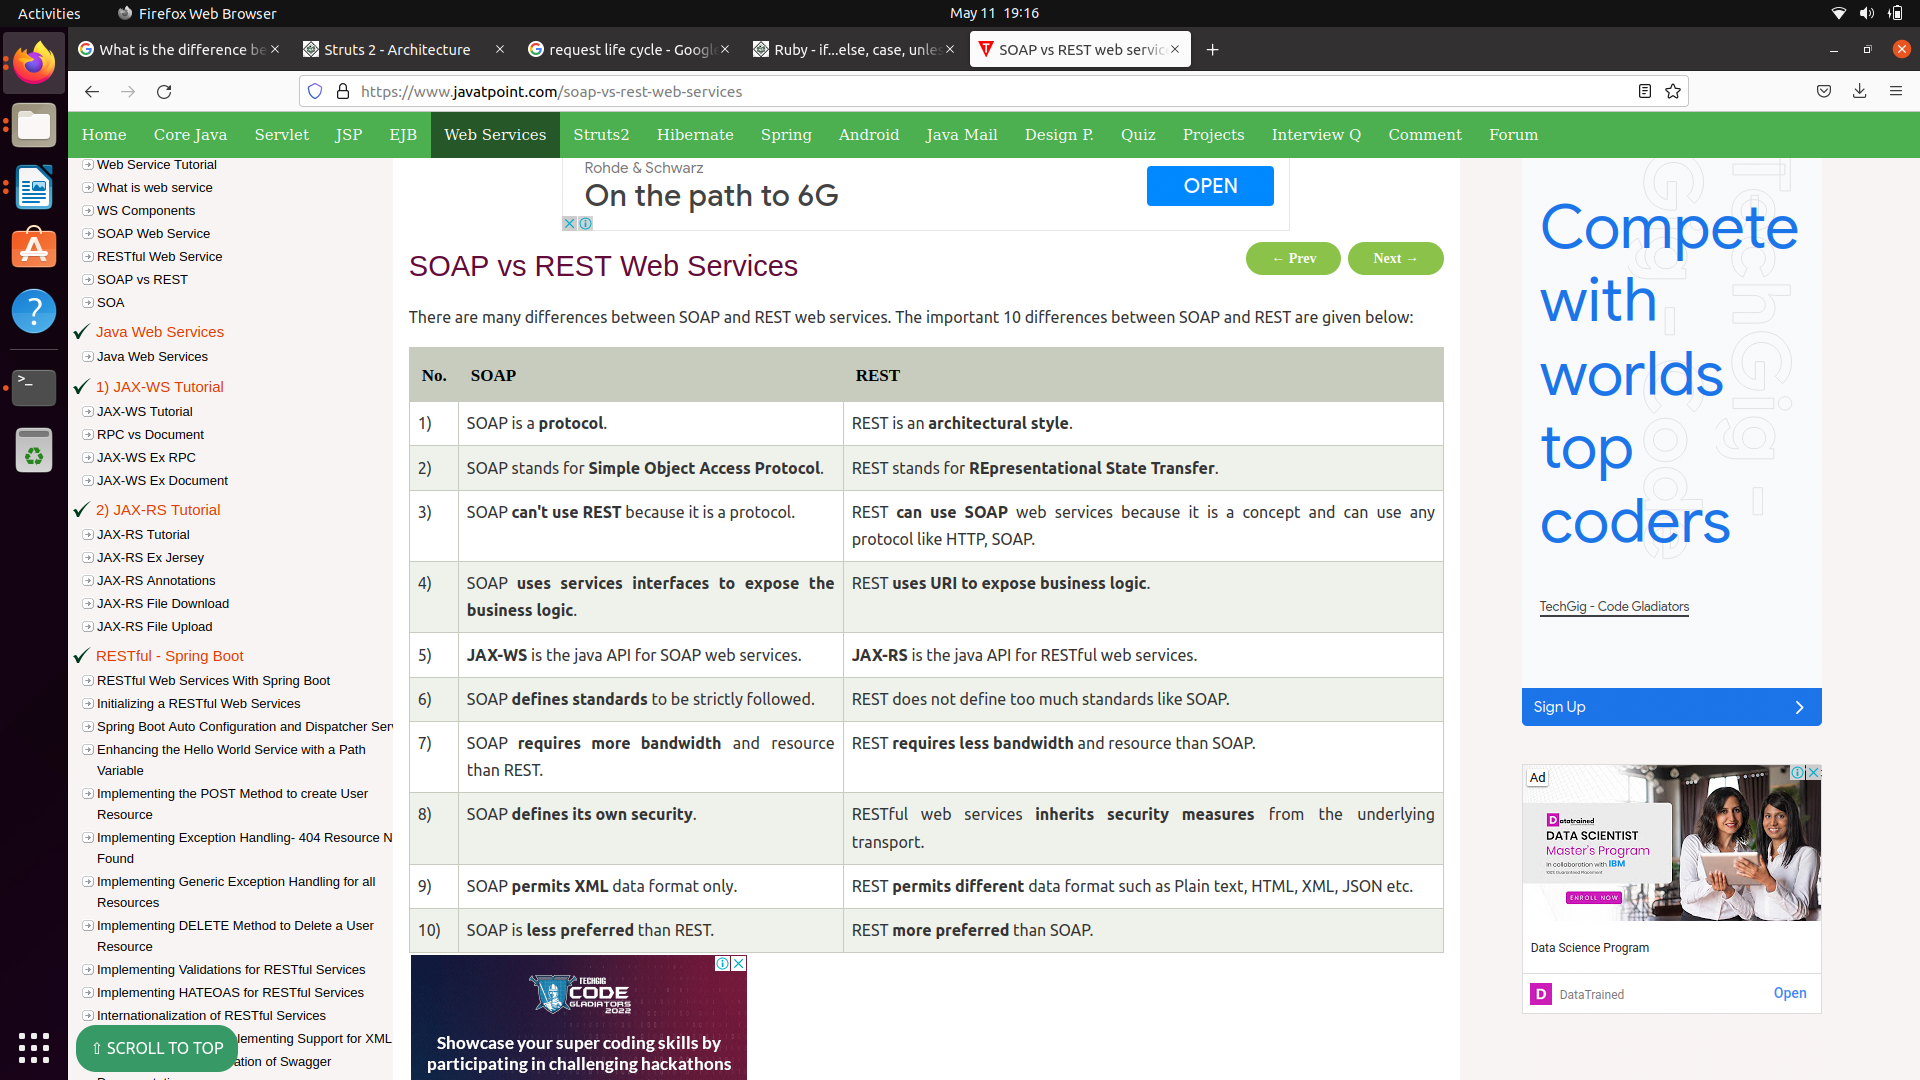 Activities
Firefox Web Browser
May 11 19:16
What is the difference be
Struts 2 - Architecture
request life cycle - Google
Ruby - if...else, case, unles
SOAP vs REST web servic
https://www.javatpoint.com/soap-vs-rest-web-services
Home Core Java Servlet JSP EJB Web Services Struts2 Hibernate Spring Android Java Mail Design P. Quiz Projects Interview Q Comment Forum
Web Service Tutorial
What is web service
WS Components
SOAP Web Service
RESTful Web Service
SOAP vs REST
SOA
Java Web Services
Java Web Services
1) JAX-WS Tutorial
JAX-WS Tutorial
RPC vs Document
JAX-WS Ex RPC
JAX-WS Ex Document
2) JAX-RS Tutorial
JAX-RS Tutorial
JAX-RS Ex Jersey
JAX-RS Annotations
JAX-RS File Download
JAX-RS File Upload
RESTful - Spring Boot
RESTful Web Services With Spring Boot
Initializing a RESTful Web Services
Spring Boot Auto Configuration and Dispatcher Serv
Enhancing the Hello World Service with a Path
Variable
Implementing the POST Method to create User
Resource
Implementing Exception Handling- 404 Resource N
Found
Implementing Generic Exception Handling for all
Resources
Implementing DELETE Method to Delete a User
Resource
Implementing Validations for RESTful Services
Implementing HATEOAS for RESTful Services
Internationalization of RESTful Services
lementing Support for XML
ation of Swagger
⇧ SCROLL TO TOP
Rohde & Schwarz
On the path to 6G
OPEN
SOAP vs REST Web Services
← Prev
Next →
There are many differences between SOAP and REST web services. The important 10 differences between SOAP and REST are given below:
No. SOAP REST
1) SOAP is a protocol. REST is an architectural style.
2) SOAP stands for Simple Object Access Protocol. REST stands for REpresentational State Transfer.
3) SOAP can't use REST because it is a protocol. REST can use SOAP web services because it is a concept and can use any
protocol like HTTP, SOAP.
4) SOAP uses services interfaces to expose the REST uses URI to expose business logic.
business logic.
5) JAX-WS is the java API for SOAP web services. JAX-RS is the java API for RESTful web services.
6) SOAP defines standards to be strictly followed. REST does not define too much standards like SOAP.
7) SOAP requires more bandwidth and resource REST requires less bandwidth and resource than SOAP.
than REST.
8) SOAP defines its own security. RESTful web services inherits security measures from the underlying
transport.
9) SOAP permits XML data format only. REST permits different data format such as Plain text, HTML, XML, JSON etc.
10) SOAP is less preferred than REST. REST more preferred than SOAP.
TECHGIG
CODE
GLADIATORS
2022
Showcase your super coding skills by
participating in challenging hackathons
TechGig -
Gig - Code
Compete
with
worlds
top
coders
TechGig - Code Gladiators
Sign Up
Ad
Datatrained
DATA SCIENTIST
Master's Program
In collaboration with IBM
100% Guaranteed Placement
ENROLL NOW
Data Science Program
D DataTrained
Open